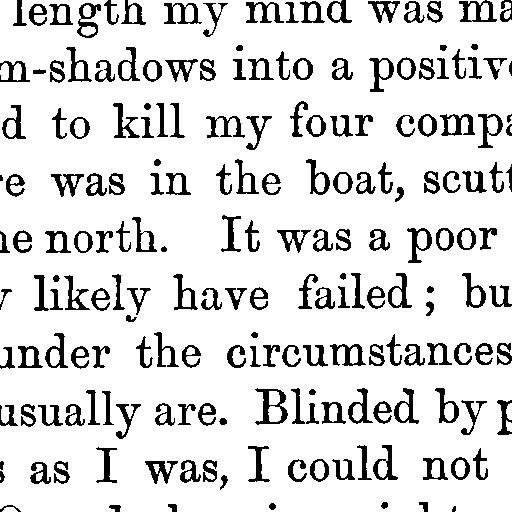 length my mind was ma
m-shadows into a positive
d to kill my four compa
re was in the boat, scutt
he north. It was a poor
y likely have failed; bu
under the circumstances
usually are. Blinded by p
s as I was, I could not